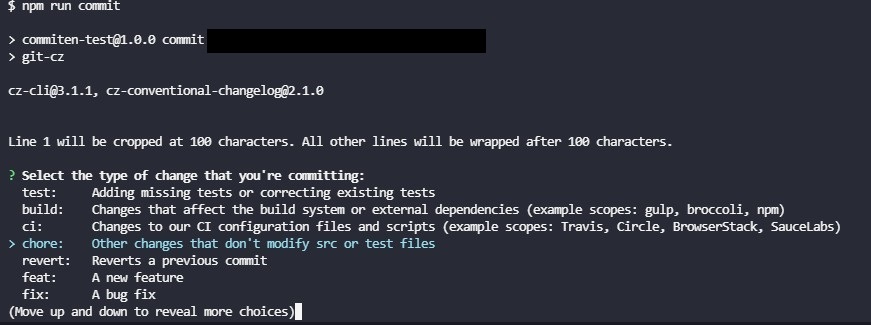 $ npm run commit
> commiten-test@1.0.0 commit
> git-cz
cz-cli@3.1.1, cz-conventional-changelog@2.1.0
Line 1 will be cropped at 100 characters. All other lines will be wrapped after 100 characters.
? Select the type of change that you're committing:
test: Adding missing tests or correcting existing tests
build: Changes that affect the build system or external dependencies (example scopes: gulp, broccoli, npm)
ci: Changes to our CI configuration files and scripts (example scopes: Travis, Circle, BrowserStack, SauceLabs)
> chore: Other changes that don't modify src or test files
revert: Reverts a previous commit
feat: A new feature
fix: A bug fix
(Move up and down to reveal more choices)